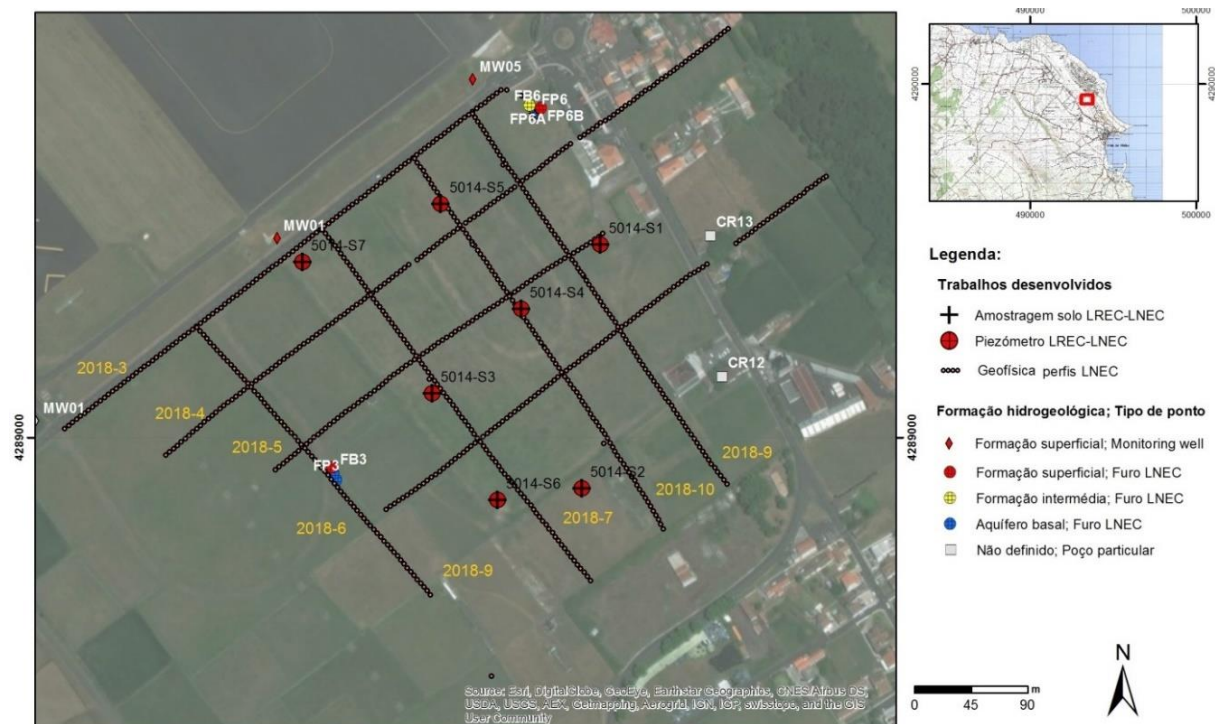 MW05
FB6 FP6
FP6A FP6B
5014-S5
MW01
5014-S7
5014-S1
CR13
5014-S4
2018-3
5014-S3
CR12
MW01
2018-4
2018-5
FP3 FB3
2018-9
5014-S6
5014-S2
2018-10
2018-7
2018-6
2018-9
4289000
4289000
Source: Esri, DigitalGlobe, GeoEye, Earthstar Geographics, CNES/Airbus DS,
USDA, USGS, AEX, Getmapping, Aerogrid, IGN, IGP, swisstopo, and the GIS
User Community
490000
500000
4290000
4290000
490000
500000
Legenda:
Trabalhos desenvolvidos
Amostragem solo LREC-LNEC
Piezómetro LREC-LNEC
Geofísica perfis LNEC
Formação hidrogeológica; Tipo de ponto
Formação superficial; Monitoring well
Formação superficial; Furo LNEC
Formação intermédia; Furo LNEC
Aquífero basal; Furo LNEC
Não definido; Poço particular
N
0 45 90 m